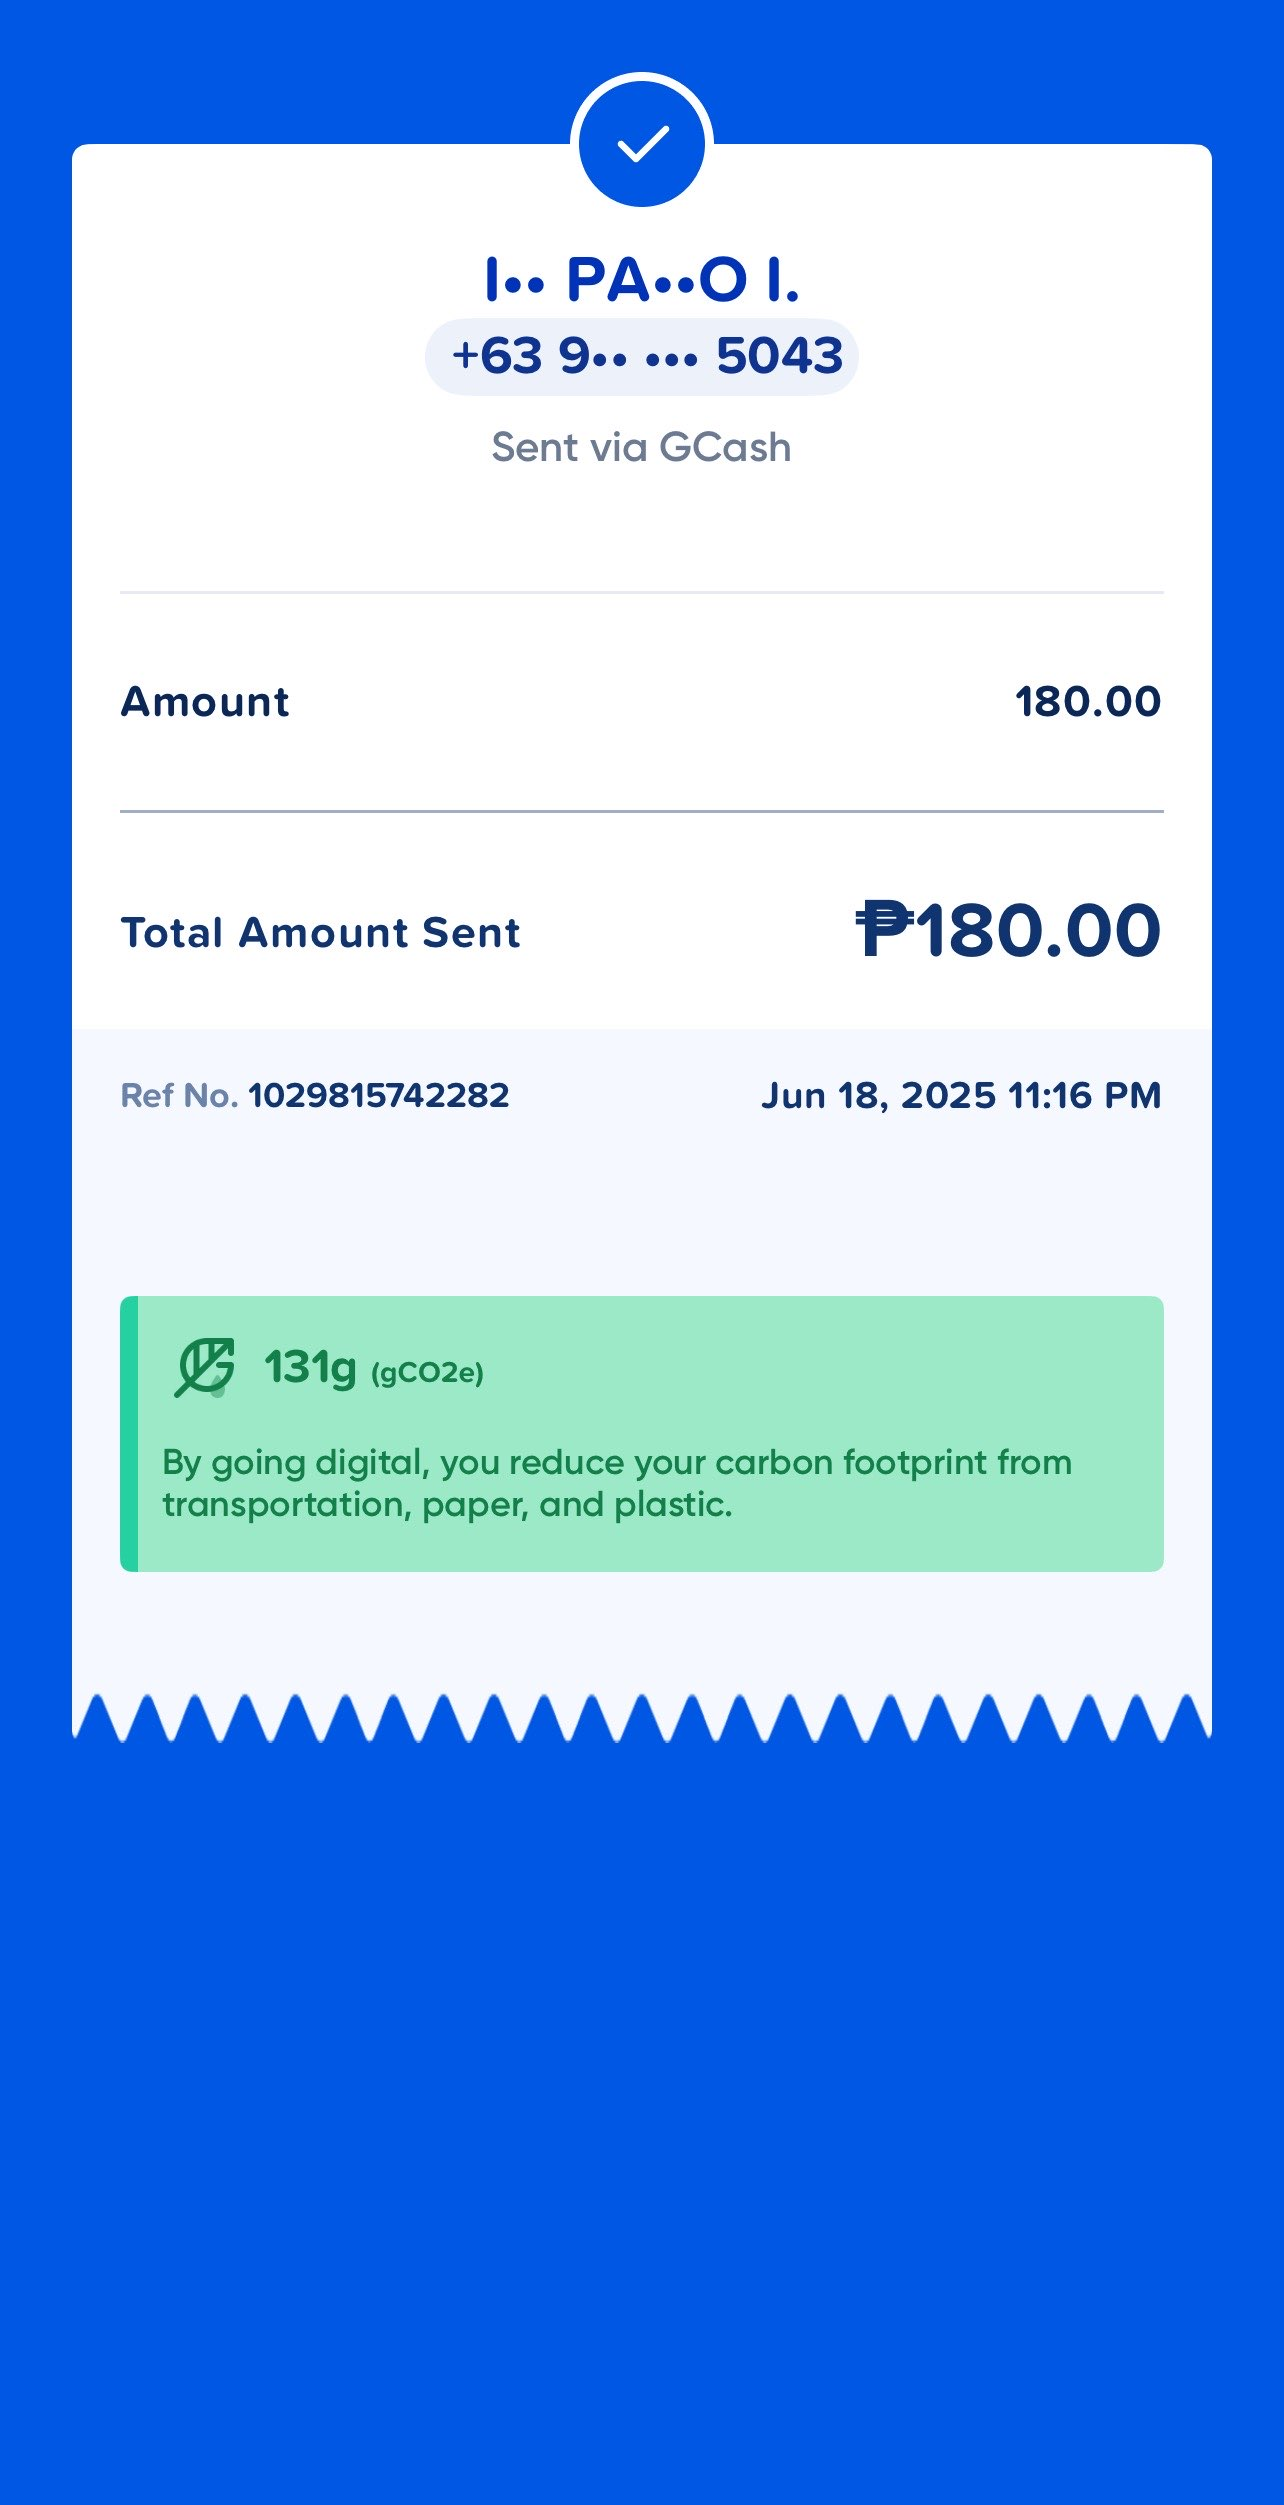 I•• PA••O I.
+63 9•• ••• 5043
Sent via GCash
Amount 180.00
Total Amount Sent ₱180.00
Ref No. 1029815742282 Jun 18, 2025 11:16 PM
131g (gCO2e)
By going digital, you reduce your carbon footprint from
transportation, paper, and plastic.